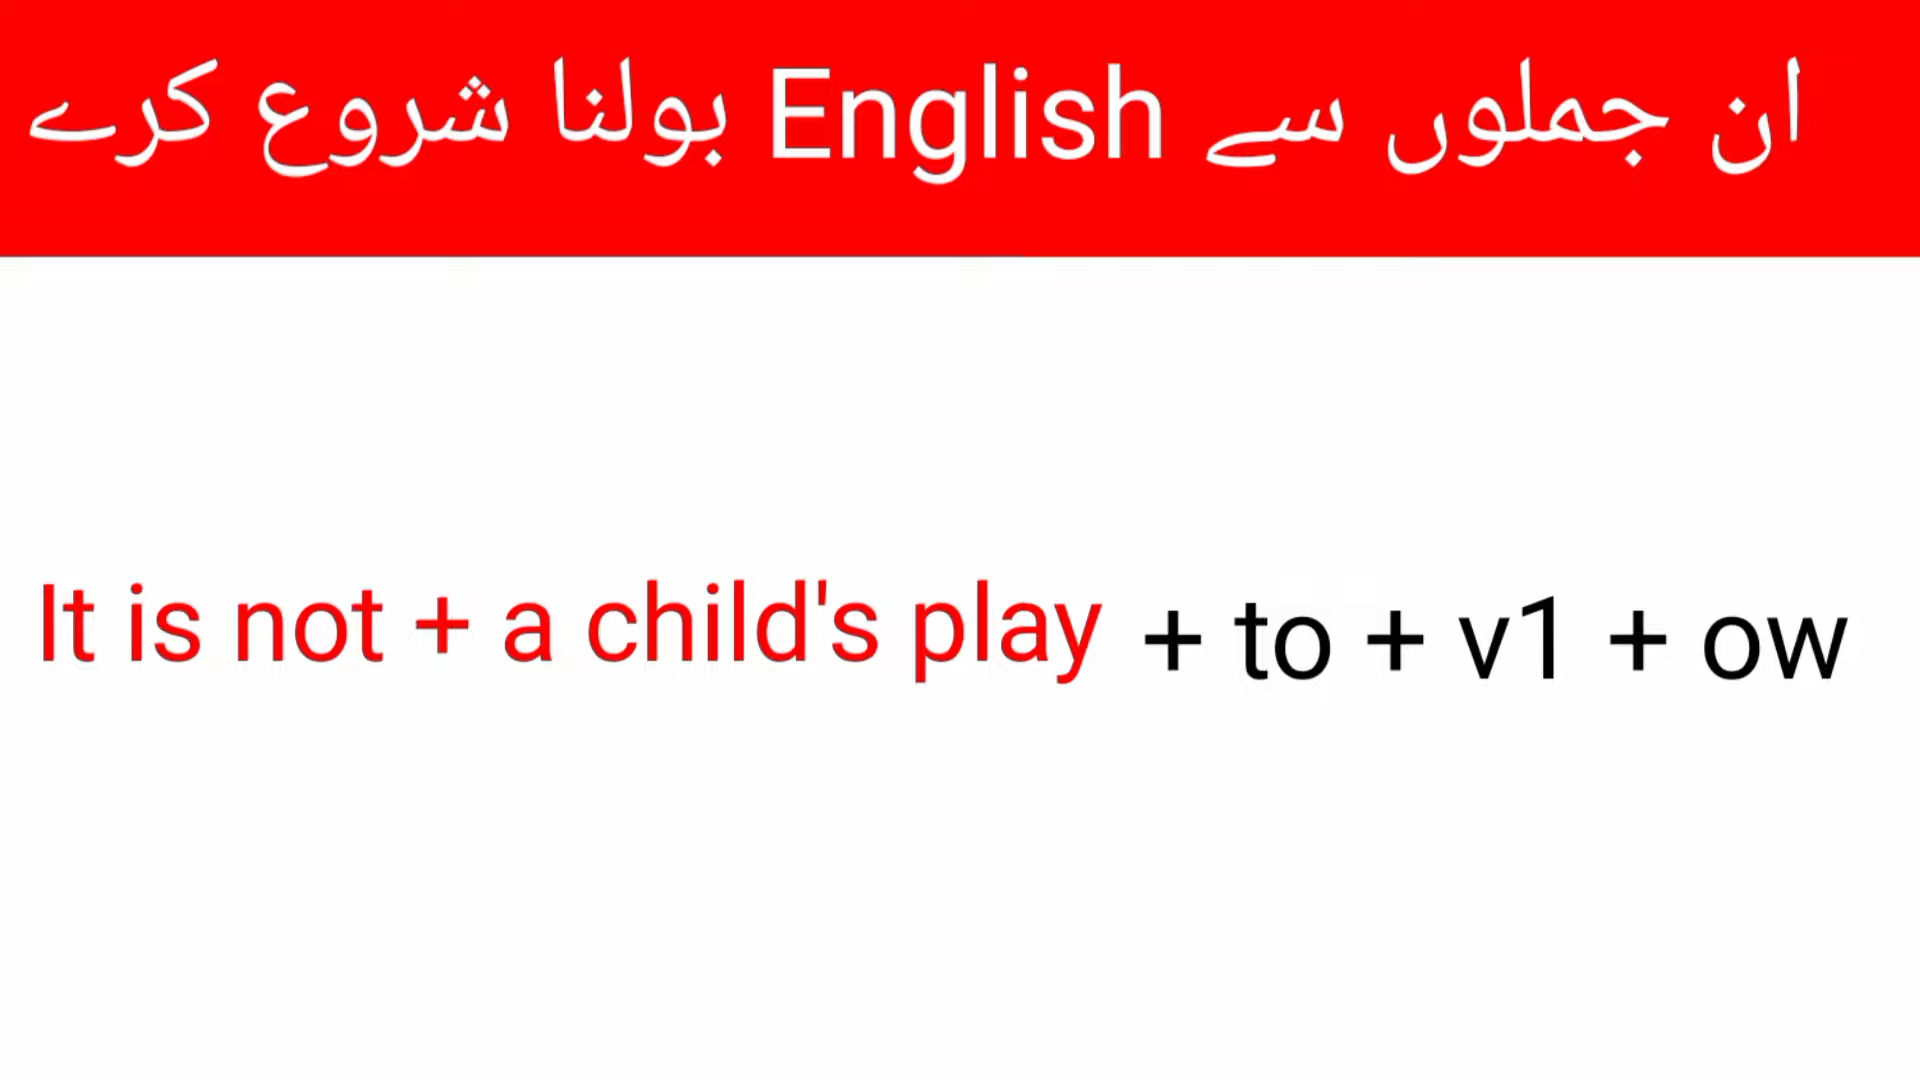 ان جملوں سے English بولنا شروع کرے
It is not + a child's play + to + v1 + ow